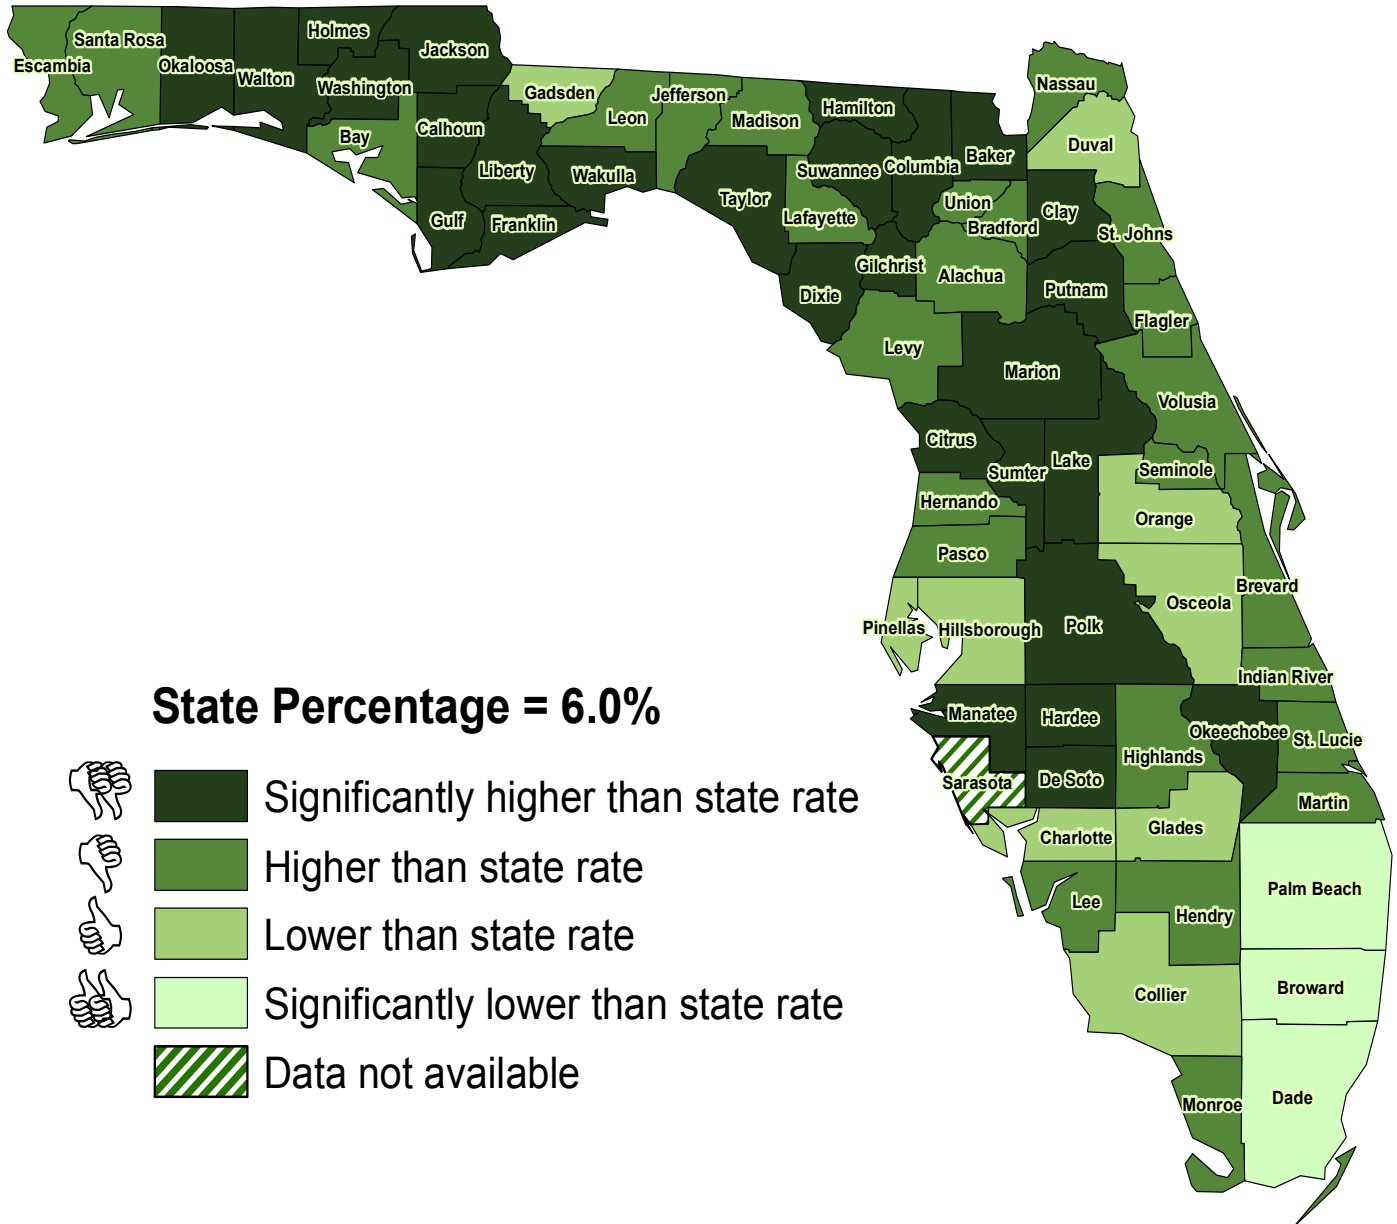 Holmes
Jackson
Santa Rosa
Escambia
Okaloosa
Walton
Washington
Gadsden
Jefferson
Nassau
Hamilton
Leon
Madison
Calhoun
Bay
Duval
Baker
Liberty
Suwannee
Columbia
Wakulla
Taylor
Union
Clay
Lafayette
Gulf
Franklin
Bradford
St. Johns
Gilchrist
Alachua
Dixie
Putnam
Flagler
Levy
Marion
Volusia
Citrus
Lake
Seminole
Sumter
Hernando
Orange
Pasco
Brevard
Osceola
Pinellas
Hillsborough
Polk
Indian River
Manatee
Hardee
Okeechobee
St. Lucie
Highlands
Sarasota
De Soto
Martin
Charlotte
Glades
Palm Beach
Lee
Hendry
Collier
Broward
Monroe
Dade
State Percentage = 6.0%
Significantly higher than state rate
Higher than state rate
Lower than state rate
Significantly lower than state rate
Data not available